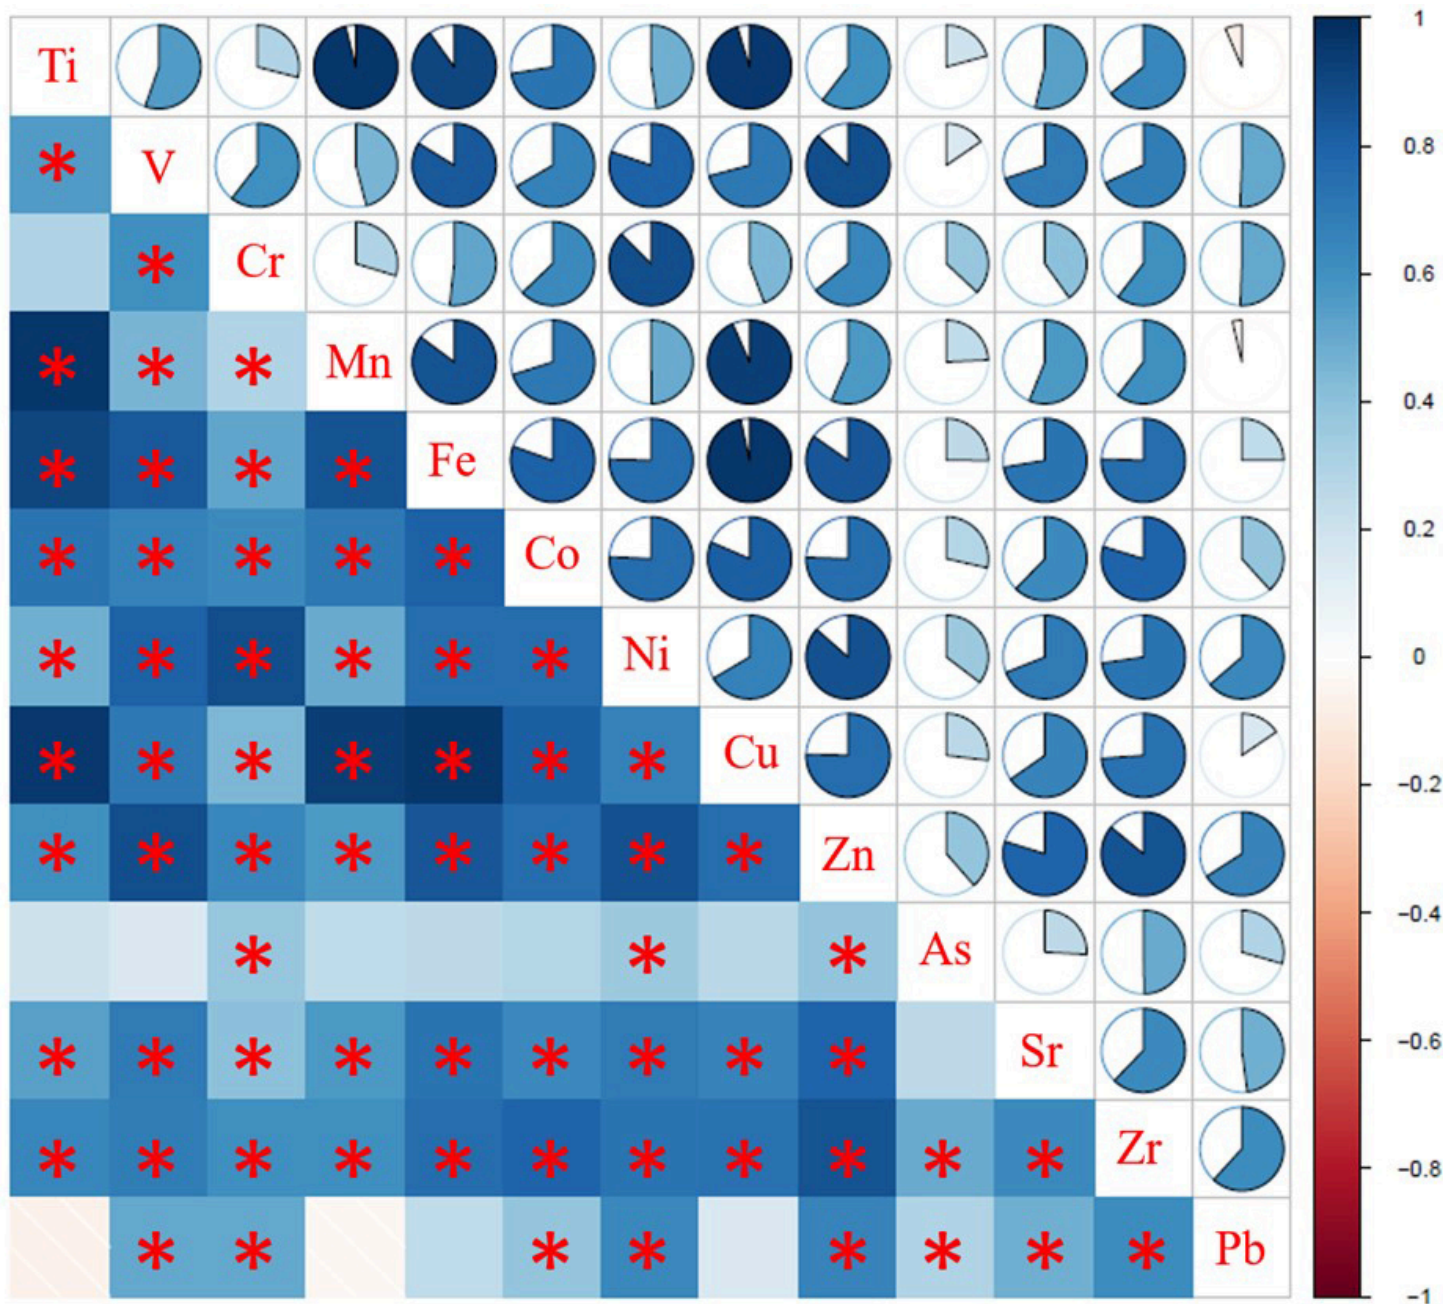 Ti
V
Cr
Mn
Fe
Co
Ni
Cu
Zn
As
Sr
Zr
Pb
*
*
* * *
* * * *
* * * * *
* * * * * *
* * * * * * *
* * * * * * * *
* * *
* * * * * * * * *
* * * * * * * * * * *
* * * * * * * *
1
0.8
0.6
0.4
0.2
0
−0.2
−0.4
−0.6
−0.8
−1